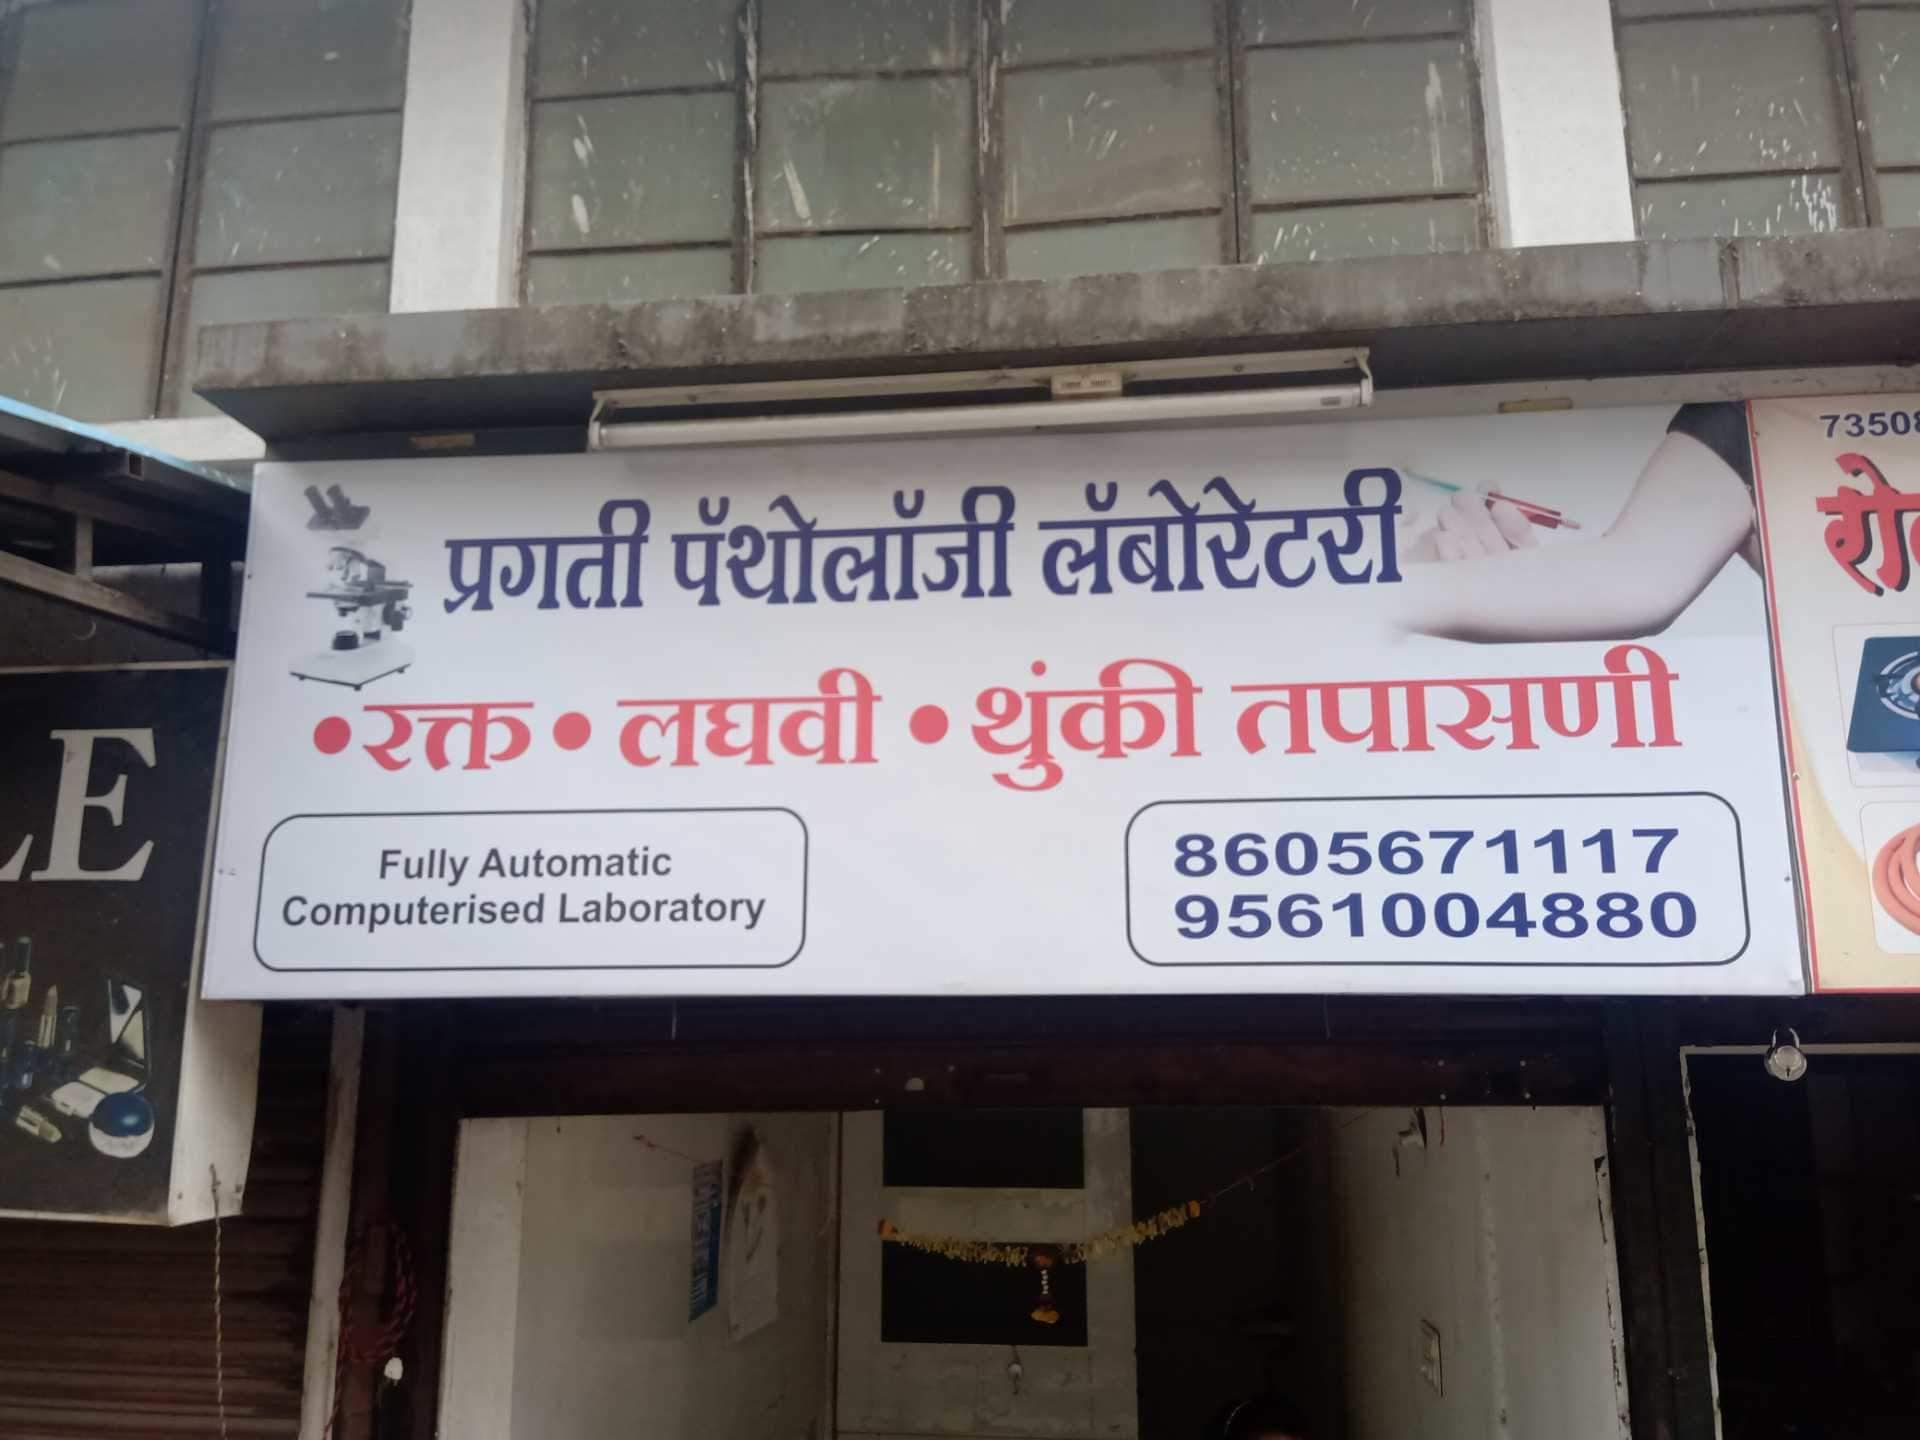 प्रगती पॅथोलॉजी लॅबोरेटरी
• रक्त • लघवी • थुंकी तपासणी
Fully Automatic
Computerised Laboratory
8605671117
9561004880